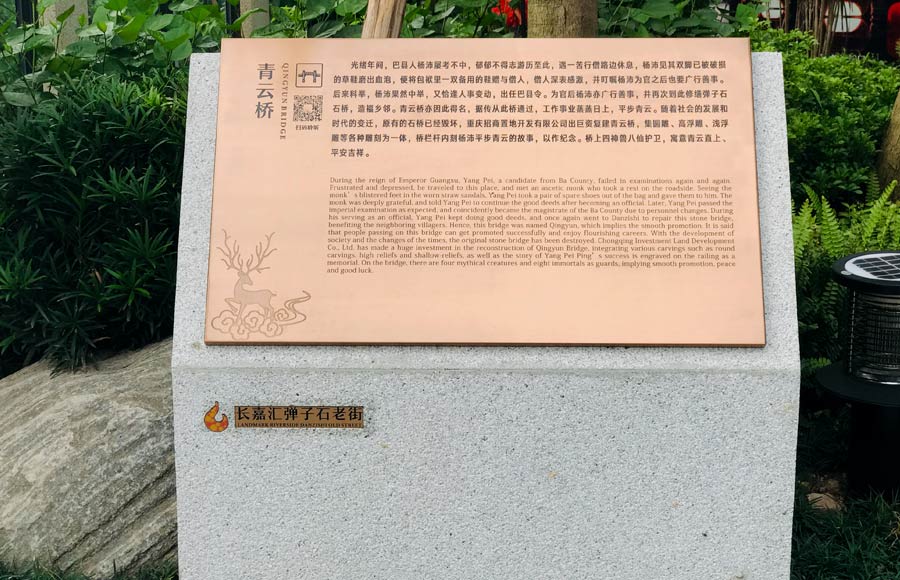 青云桥
QINGYUN BRIDGE
扫码聆听
光绪年间，巴县人杨沛屡考不中，郁郁不得志游历至此，遇一苦行僧路边休息，杨沛见其双脚已被破损
的草鞋磨出血泡，便将包袱里一双备用的鞋赠与僧人，僧人深表感激，并叮嘱杨沛为官之后也要广行善事。
后来科举，杨沛果然中举，又恰逢人事变动，出任巴县令。为官后杨沛亦广行善事，并再次到此修缮弹子石
石桥，造福乡邻。青云桥亦因此得名，据传从此桥通过，工作事业蒸蒸日上，平步青云。随着社会的发展和
时代的变迁，原有的石桥已经毁坏，重庆招商置地开发有限公司出巨资复建青云桥，集圆雕、高浮雕、浅浮
雕等各种雕刻为一体，桥栏杆内刻杨沛平步青云的故事，以作纪念。桥上四神兽八仙护卫，寓意青云直上、
平安吉祥。
During the reign of Emperor Guangxu, Yang Pei, a candidate from Ba County, failed in examinations again and again.
Frustrated and depressed, he traveled to this place, and met an ascetic monk who took a rest on the roadside. Seeing the
monk's blistered feet in the worn straw sandals, Yang Pei took a pair of spare shoes out of the bag and gave them to him. The
monk was deeply grateful, and told Yang Pei to continue the good deeds after becoming an official. Later, Yang Pei passed the
imperial examination as expected, and coincidently became the magistrate of the Ba County due to personnel changes. During
his serving as an official, Yang Pei kept doing good deeds, and once again went to Danzishi to repair this stone bridge,
benefiting the neighboring villagers. Hence, this bridge was named Qingyun, which implies the smooth promotion. It is said
that people passing on this bridge can get promoted successfully and enjoy flourishing careers. With the development of
society and the changes of the times, the original stone bridge has been destroyed. Chongqing Investment Land Development
Co., Ltd. has made a huge investment in the reconstruction of Qingyun Bridge, integrating various carvings such as round
carvings, high reliefs and shallow reliefs, as well as the story of Yang Pei Ping's success is engraved on the railing as a
memorial. On the bridge, there are four mythical creatures and eight immortals as guards, implying smooth promotion, peace
and good luck.
长嘉汇弹子石老街
LANDMARK RIVERSIDE DANZISHI OLD STREET